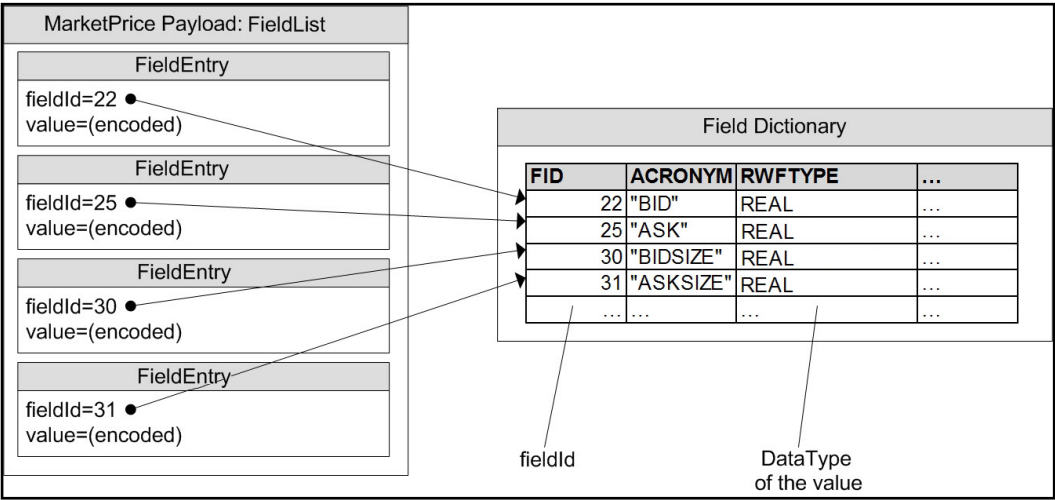 MarketPrice Payload: FieldList
FieldEntry
fieldId=22
value=(encoded)
FieldEntry
fieldId=25
value=(encoded)
FieldEntry
fieldId=30
value=(encoded)
FieldEntry
fieldId=31
value=(encoded)
Field Dictionary
FID ACRONYM RWFTYPE ...
22 "BID" REAL ...
25 "ASK" REAL ...
30 "BIDSIZE" REAL ...
31 "ASKSIZE" REAL ...
... ... ... ...
fieldId
DataType
of the value